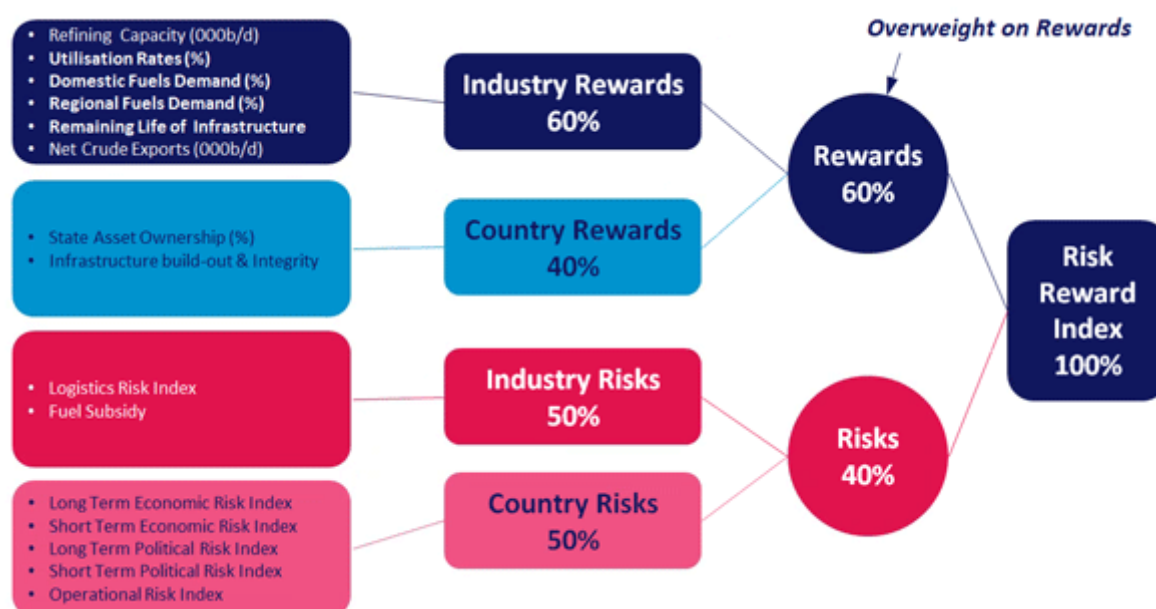 Overweight on Rewards
• Refining Capacity (000b/d)
• Utilisation Rates (%)
• Domestic Fuels Demand (%)
• Regional Fuels Demand (%)
• Remaining Life of Infrastructure
• Net Crude Exports (000b/d)
Industry Rewards
60%
• State Asset Ownership (%)
• Infrastructure build-out & Integrity
Country Rewards
40%
Rewards
60%
• Logistics Risk Index
• Fuel Subsidy
Industry Risks
50%
• Long Term Economic Risk Index
• Short Term Economic Risk Index
• Long Term Political Risk Index
• Short Term Political Risk Index
• Operational Risk Index
Country Risks
50%
Risks
40%
Risk
Reward
Index
100%